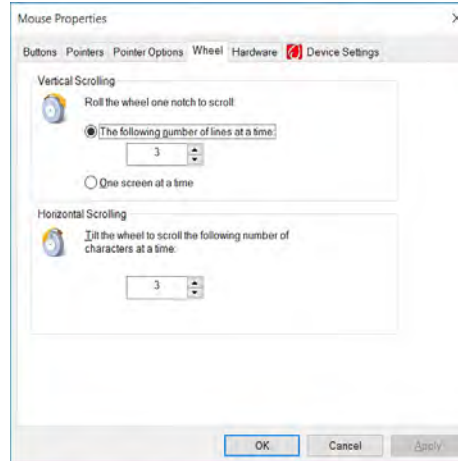 Mouse Properties
Buttons Pointers Pointer Options Wheel Hardware Device Settings
Vertical Scrolling
Roll the wheel one notch to scroll:
The following number of lines at a time:
3
One screen at a time
Horizontal Scrolling
Tilt the wheel to scroll the following number of
characters at a time:
3
OK Cancel Apply